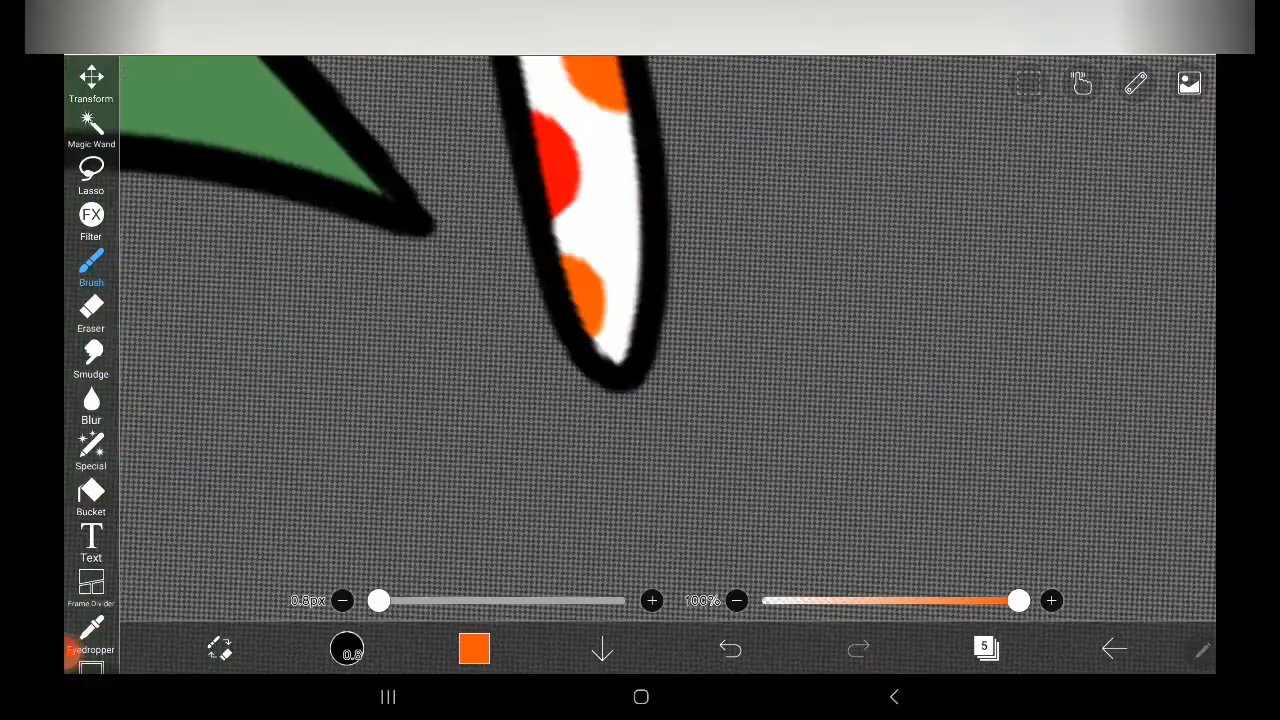 Transform
Magic Wand
Lasso
FX
Filter
Brush
Eraser
Smudge
Blur
Special
Bucket
T
Text
Frame Divider
Eyedropper
0.8px
100%
0.8
5